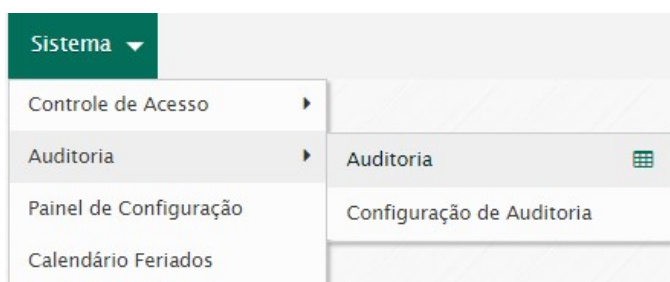 Sistema
Controle de Acesso
Auditoria
Painel de Configuração
Calendário Feriados
Auditoria
Configuração de Auditoria